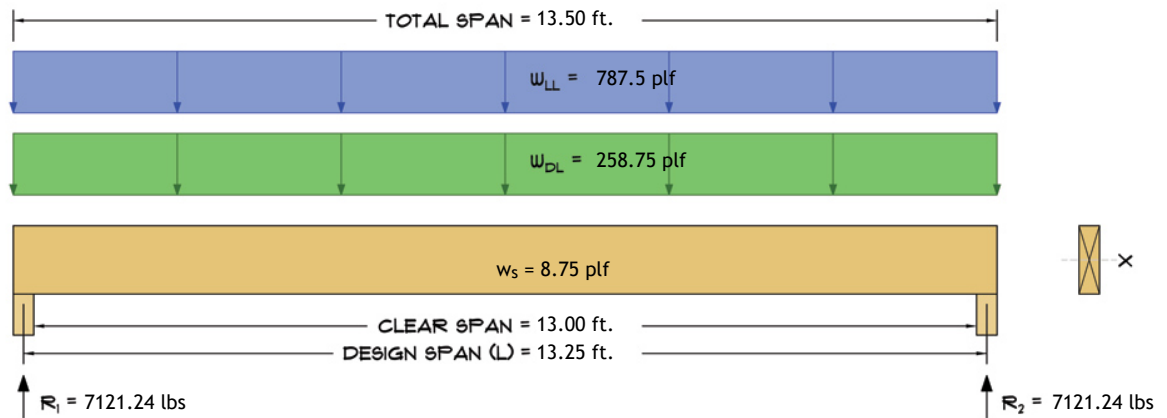 TOTAL SPAN = 13.50 ft.
WLL = 787.5 plf
WDL = 258.75 plf
ws = 8.75 plf
X
CLEAR SPAN = 13.00 ft.
DESIGN SPAN (L) = 13.25 ft.
R1 = 7121.24 lbs
R2 = 7121.24 lbs